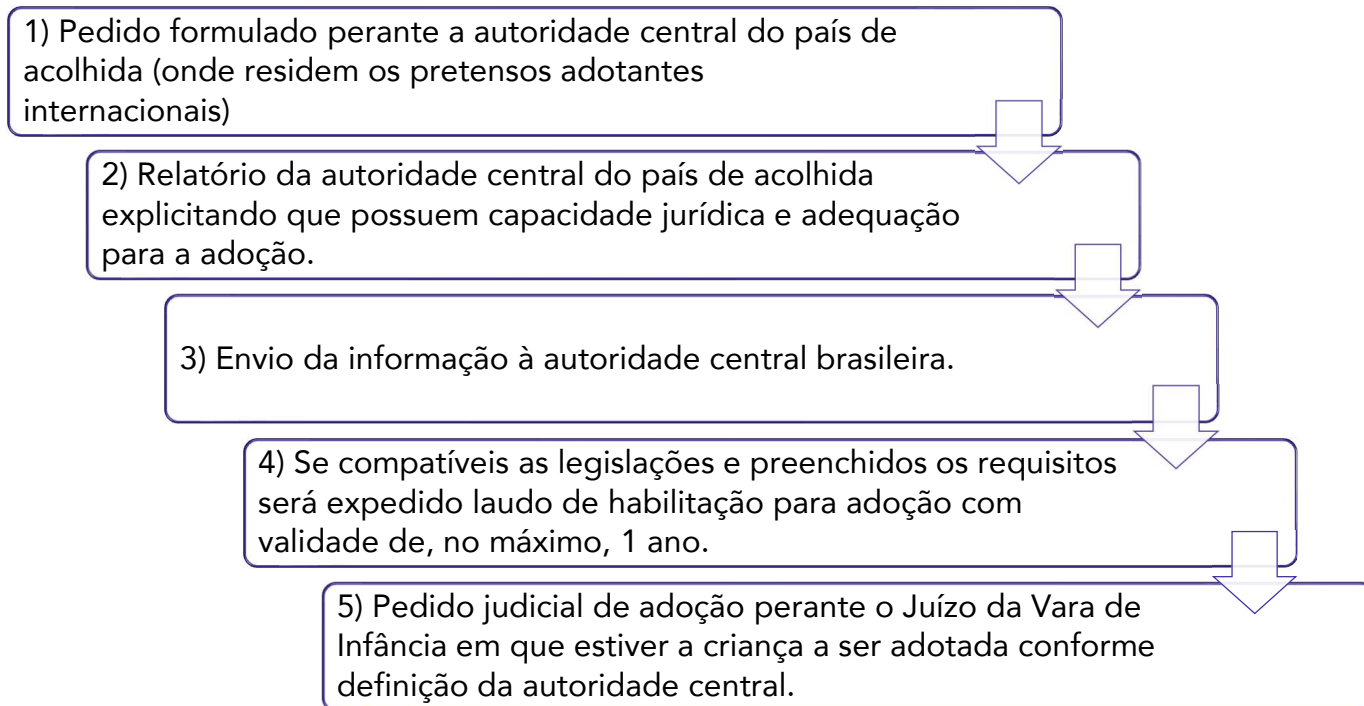 1) Pedido formulado perante a autoridade central do país de
acolhida (onde residem os pretensos adotantes
internacionais)
2) Relatório da autoridade central do país de acolhida
explicitando que possuem capacidade jurídica e adequação
para a adoção.
3) Envio da informação à autoridade central brasileira.
4) Se compatíveis as legislações e preenchidos os requisitos
será expedido laudo de habilitação para adoção com
validade de, no máximo, 1 ano.
5) Pedido judicial de adoção perante o Juízo da Vara de
Infância em que estiver a criança a ser adotada conforme
definição da autoridade central.